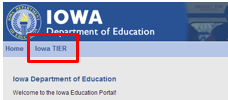 IOWA
Department of Education
Home Iowa TIER
Iowa Department of Education
Welcome to the Iowa Education Portal!